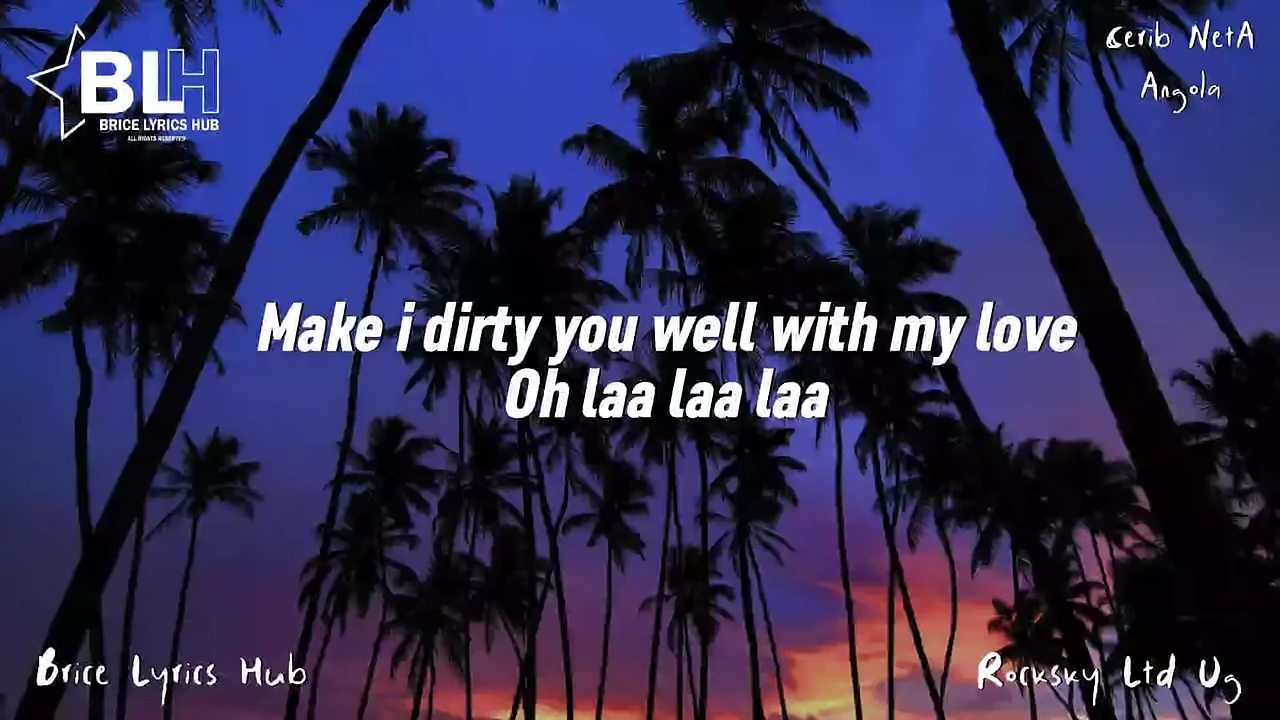 BLH
BRICE LYRICS HUB
ALL RIGHTS RESERVED
Cerib NetA
Angola
Make i dirty you well with my love
Oh laa laa laa
Brice Lyrics Hub
Rocksky Ltd Ug